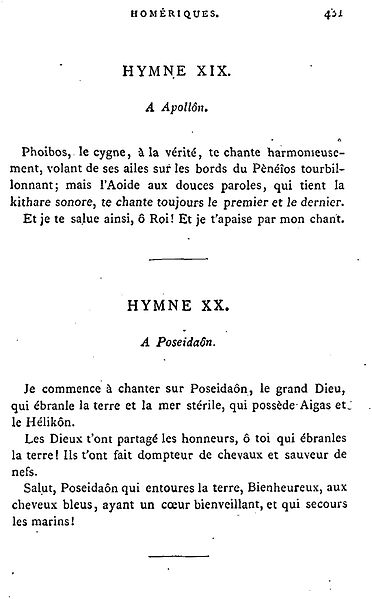 HOMÉRIQUES. 421
HYMNE XIX.
A Apollôn.
Phoibos, le cygne, à la vérité, te chante harmonieuse-
ment, volant de ses ailes sur les bords du Pènéios tourbil-
lonnant; mais l'Aoide aux douces paroles, qui tient la
kithare sonore, te chante toujours le premier et le dernier.
Et je te salue ainsi, ô Roi! Et je t'apaise par mon chant.
HYMNE XX.
A Poseidaôn.
Je commence à chanter sur Poseidaôn, le grand Dieu,
qui ébranle la terre et la mer stérile, qui possède Aigas et
le Hélikôn.
Les Dieux t'ont partagé les honneurs, ô toi qui ébranles
la terre! Ils t'ont fait dompteur de chevaux et sauveur de
nefs.
Salut, Poseidaôn qui entoures la terre, Bienheureux, aux
cheveux bleus, ayant un cœur bienveillant, et qui secours
les marins!